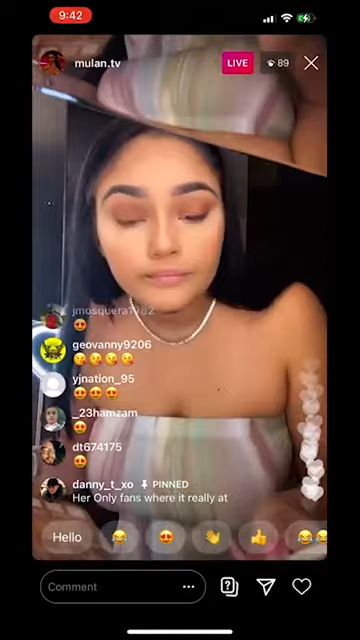 9:42
mulan.tv
LIVE
89
jmosquera1982
geovanny9206
yjnation_95
_23hamzam
dt674175
danny_t_xo PINNED
Her Only fans where it really at
Hello
Comment